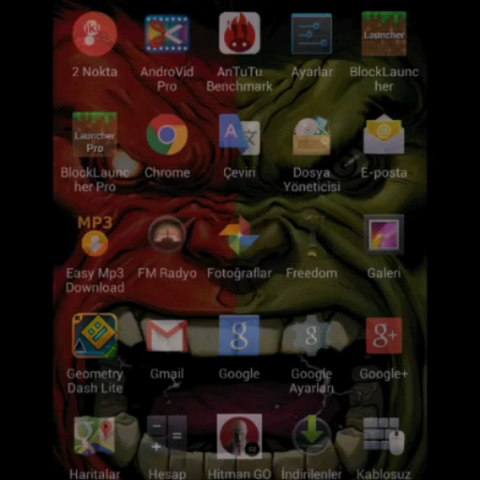 2 Nokta
AndroVid
Pro
AnTuTu
Benchmark
Ayarlar
Launcher
BlockLaunc
her
Launcher
Pro
BlockLaunc
her Pro
Chrome
A
Çeviri
Dosya
Yöneticisi
@
E-posta
MP3
Easy Mp3
Download
FM Radyo
Fotoğraflar
Freedom
Galeri
Geometry
Dash Lite
Gmail
g
Google
g
Google
Ayarları
g+
Google+
g
Haritalar
Hesap
Hitman GO
İndirilenler
Kablosuz